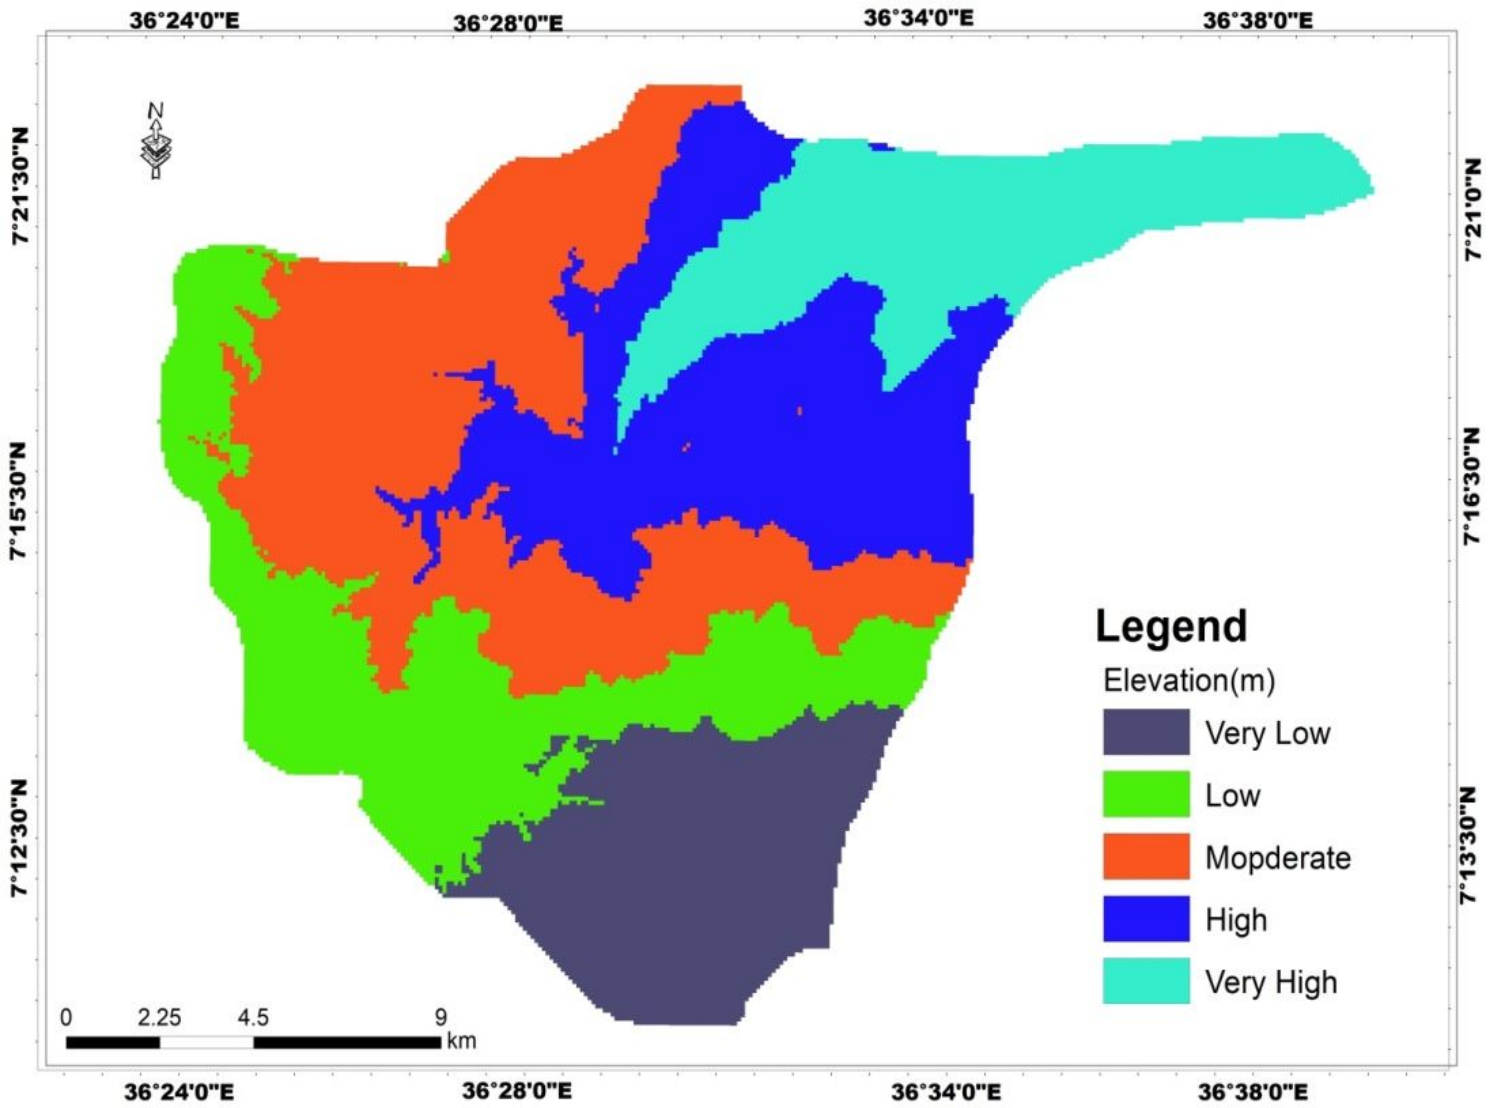 36°24'0"E 36°28'0"E 36°34'0"E 36°38'0"E
N
7°21'30"N
7°21'0"N
7°15'30"N
7°16'30"N
7°12'30"N
7°13'30"N
Legend
Elevation(m)
Very Low
Low
Mopderate
High
Very High
0 2.25 4.5 9
km
36°24'0"E 36°28'0"E 36°34'0"E 36°38'0"E